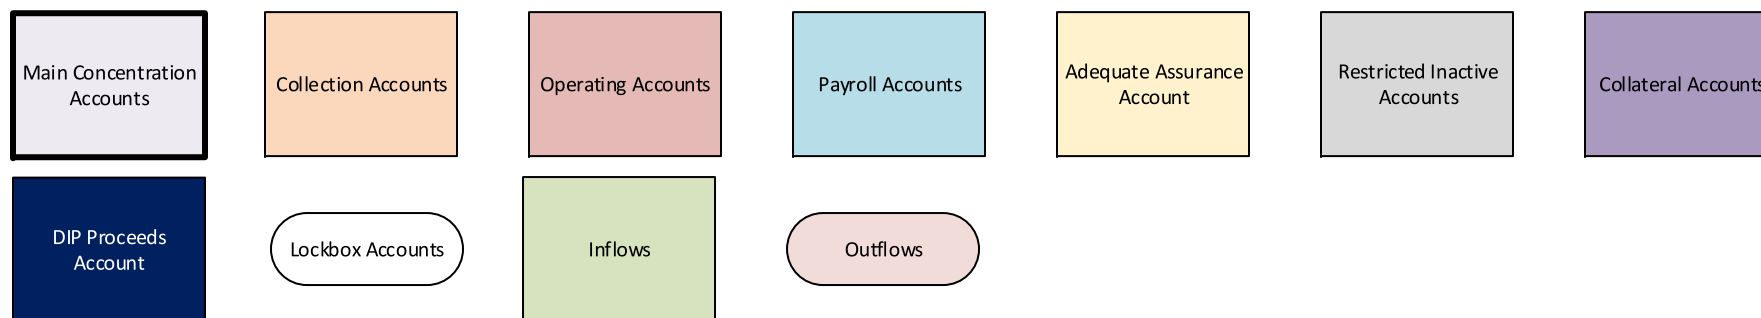 Main Concentration
Accounts
Collection Accounts
Operating Accounts
Payroll Accounts
Adequate Assurance
Account
Restricted Inactive
Accounts
Collateral Accounts
DIP Proceeds
Account
Lockbox Accounts
Inflows
Outflows